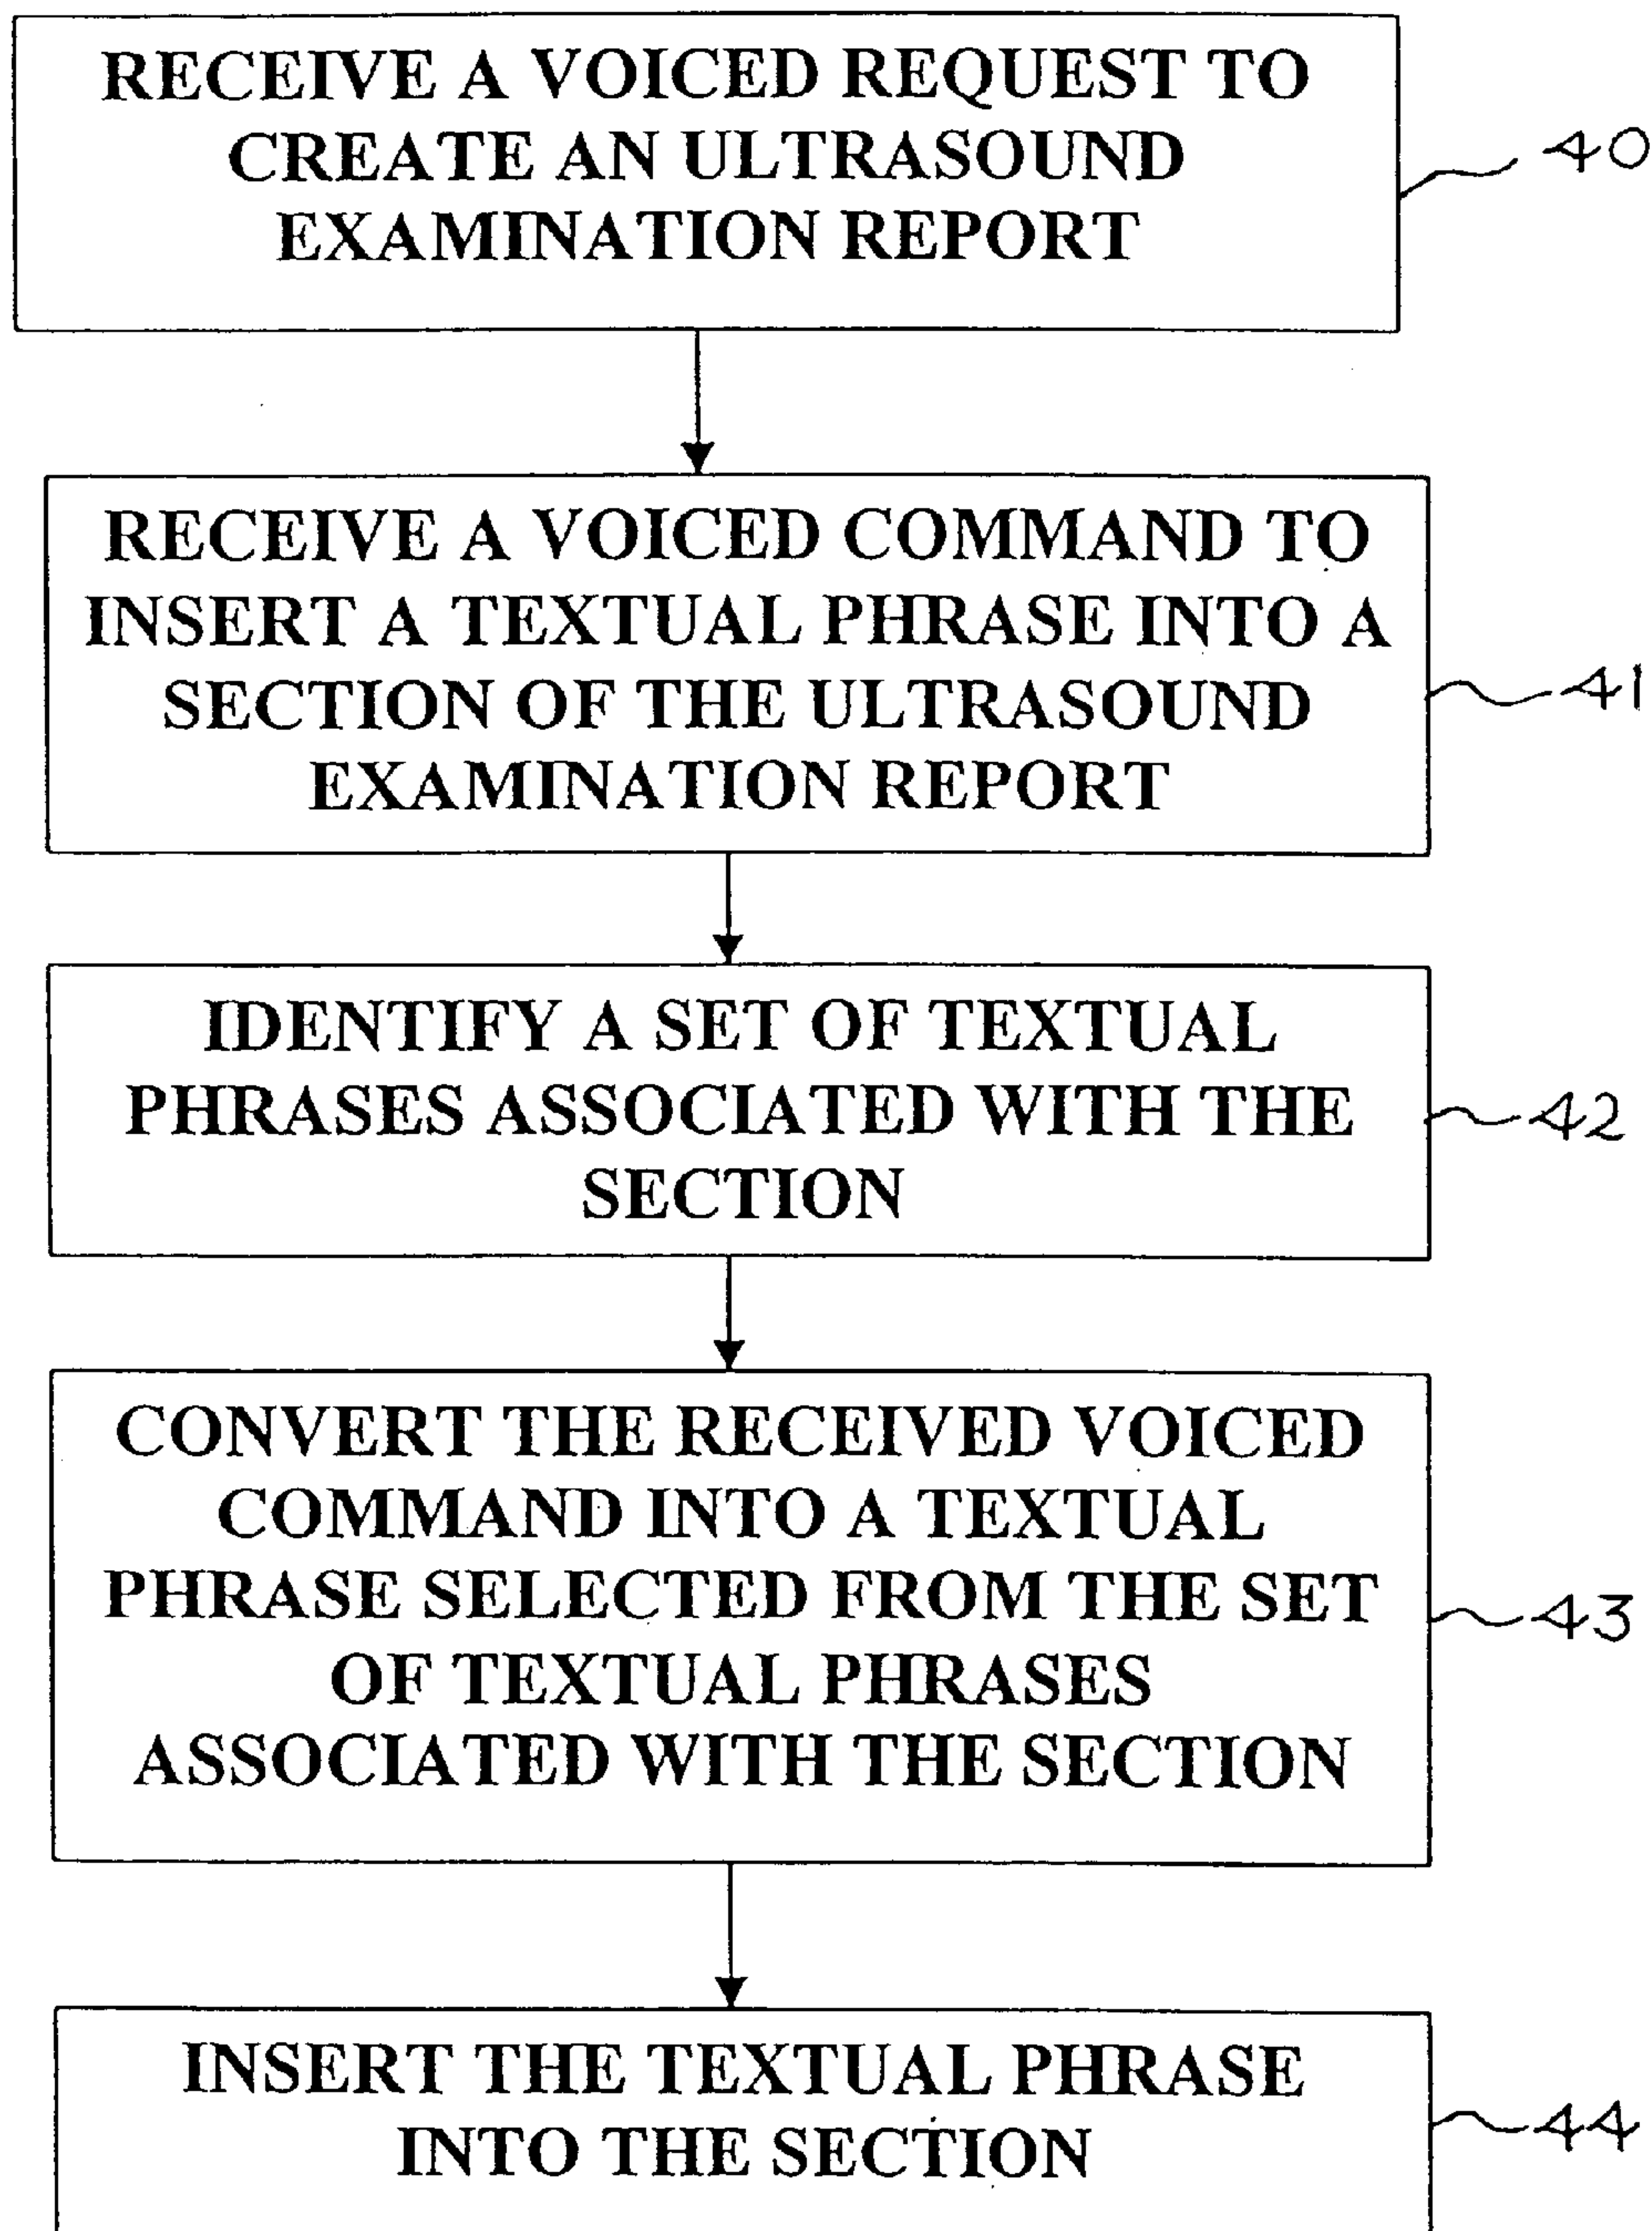 RECEIVE A VOICED REQUEST TO
CREATE AN ULTRASOUND
EXAMINATION REPORT
40
RECEIVE A VOICED COMMAND TO
INSERT A TEXTUAL PHRASE INTO A
SECTION OF THE ULTRASOUND
EXAMINATION REPORT
41
IDENTIFY A SET OF TEXTUAL
PHRASES ASSOCIATED WITH THE
SECTION
42
CONVERT THE RECEIVED VOICED
COMMAND INTO A TEXTUAL
PHRASE SELECTED FROM THE SET
OF TEXTUAL PHRASES
ASSOCIATED WITH THE SECTION
43
INSERT THE TEXTUAL PHRASE
INTO THE SECTION
44